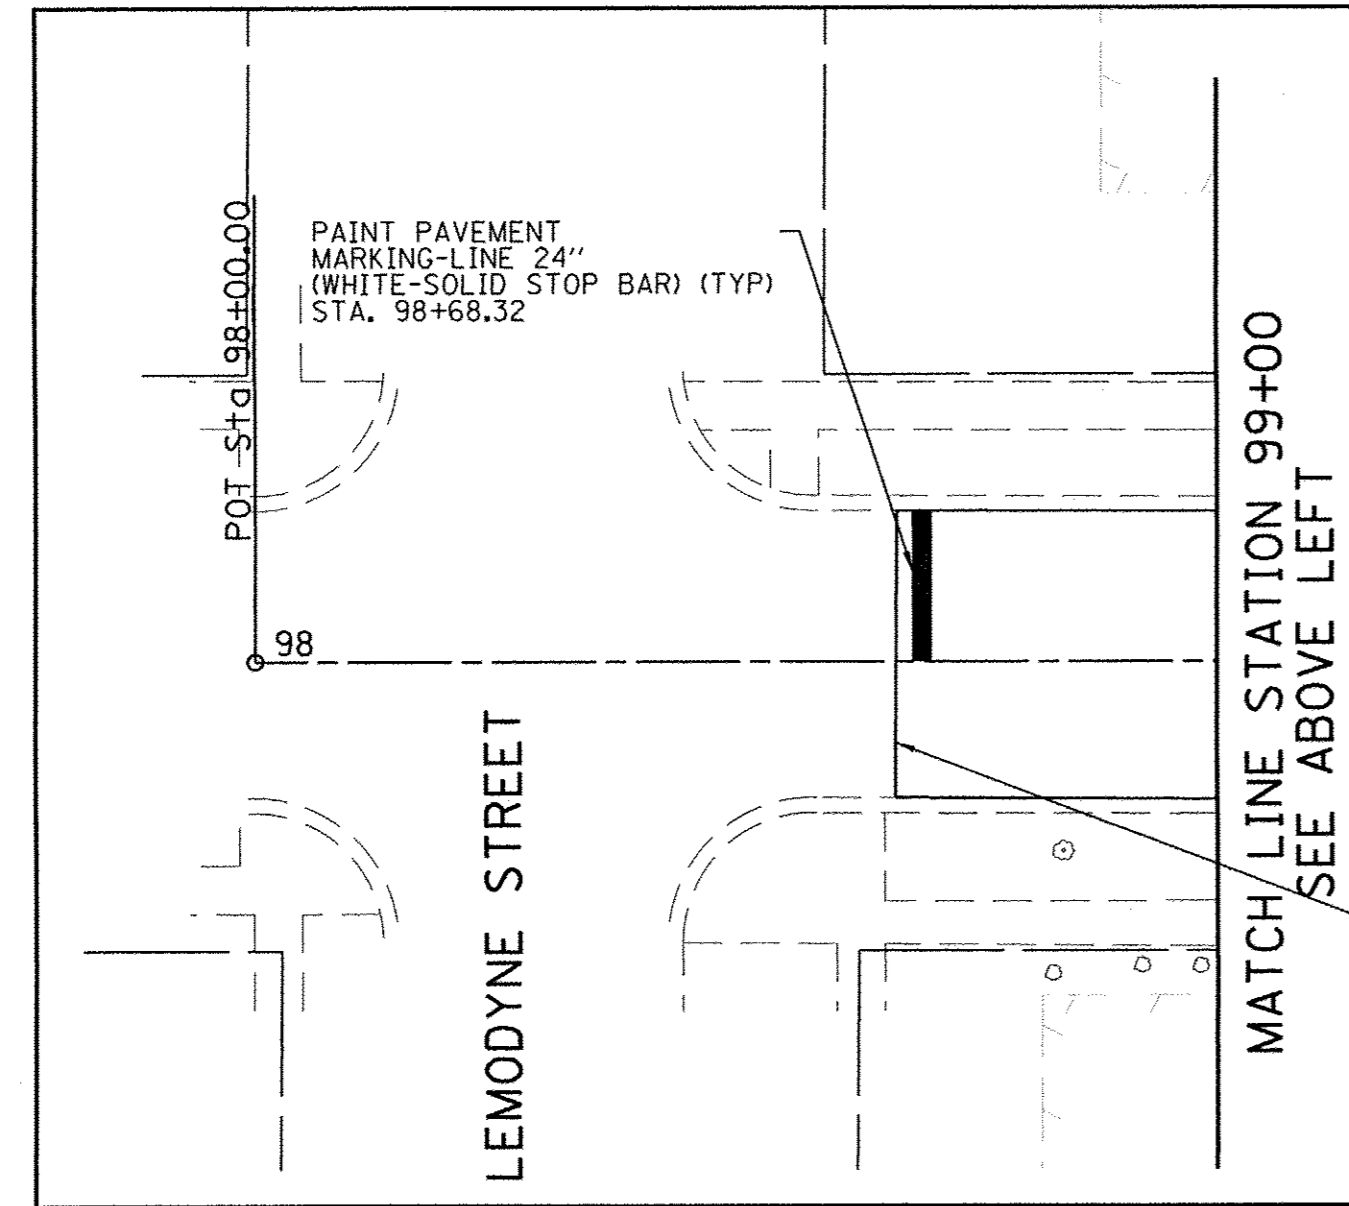 PAINT PAVEMENT
MARKING-LINE 24"
(WHITE-SOLID STOP BAR) (TYP)
STA. 98+68.32
POT Sta 98+00.00
98
LEMODYNE STREET
MATCH LINE STATION 99+00
SEE ABOVE LEFT